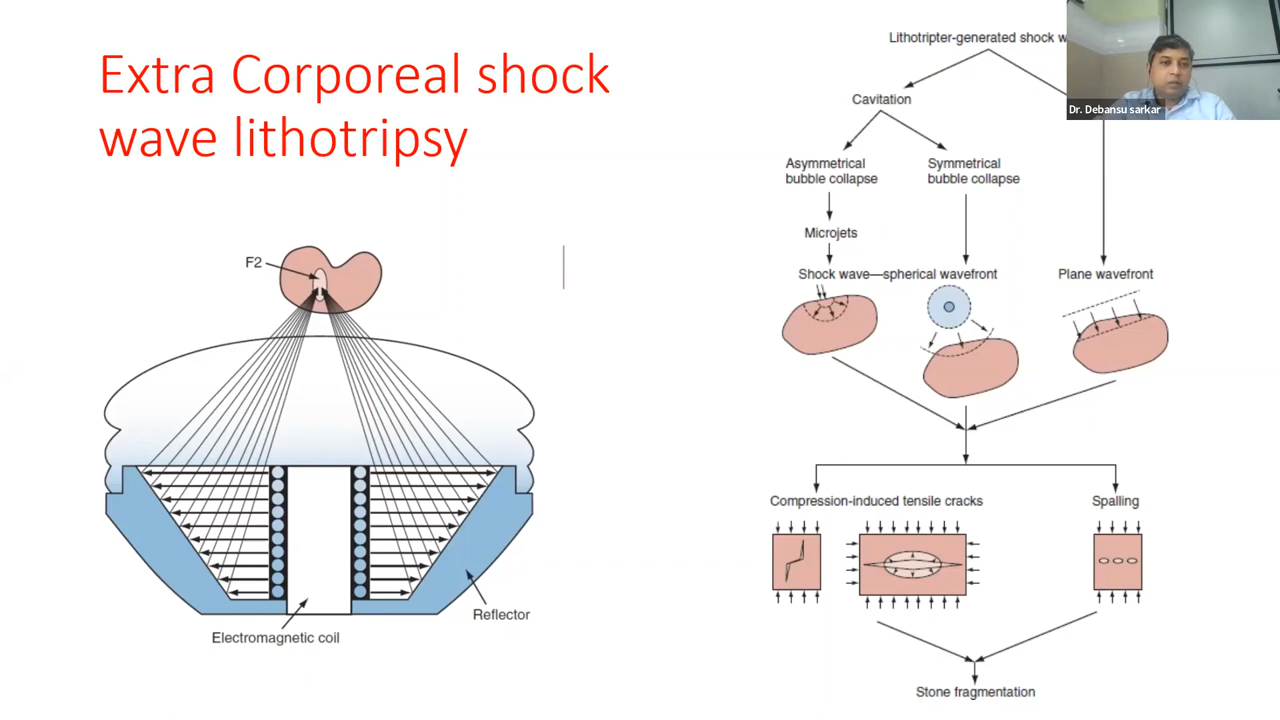 Extra Corporeal shock
wave lithotripsy
Lithotripter-generated shock
Dr. Debansu sarkar
Cavitation
Asymmetrical
bubble collapse
Symmetrical
bubble collapse
Microjets
Shock wave—spherical wavefront
Plane wavefront
F2
Compression-induced tensile cracks
Spalling
Reflector
Electromagnetic coil
Stone fragmentation